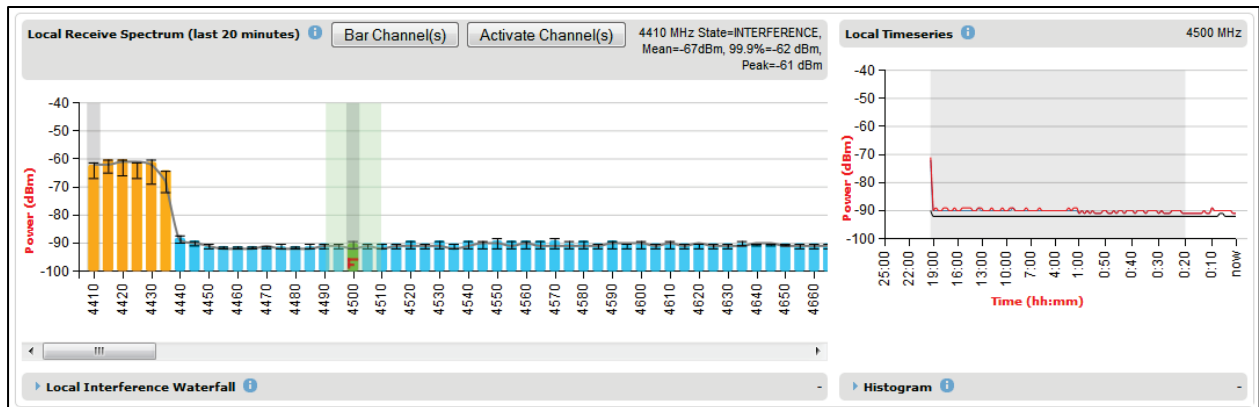 Local Receive Spectrum (last 20 minutes) i Bar Channel(s) Activate Channel(s) 4410 MHz State=INTERFERENCE,
Mean=-67dBm, 99.9%=-62 dBm,
Peak=-61 dBm
-40
-50
-60
-70
-80
-90
-100
Power (dBm)
F
4410 4420 4430 4440 4450 4460 4470 4480 4490 4500 4510 4520 4530 4540 4550 4560 4570 4580 4590 4600 4610 4620 4630 4640 4650 4660
Local Interference Waterfall i -
Local Timeseries i 4500 MHz
-40
-50
-60
-70
-80
-90
-100
Power (dBm)
25:00 22:00 19:00 16:00 13:00 10:00 7:00 4:00 1:00 0:50 0:40 0:30 0:20 0:10 now
Time (hh:mm)
Histogram i -